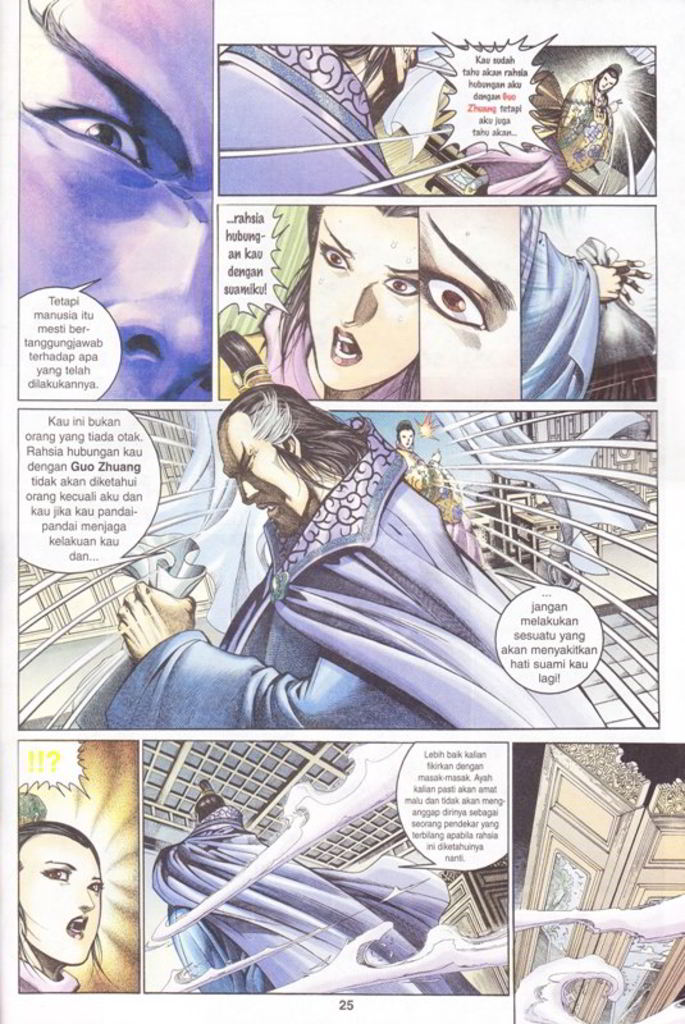 Tetapi
manusia itu
mesti ber-
tanggungjawab
terhadap apa
yang telah
dilakukannya.
Kau sudah
tahu akan rahsia
hubungan aku
dengan Guo
Zhuang tetapi
aku juga
tahu akan...
...rahsia
hubung-
an kau
dengan
suamiku!
Kau ini bukan
orang yang tiada otak.
Rahsia hubungan kau
dengan Guo Zhuang
tidak akan diketahui
orang kecuali aku dan
kau jika kau pandai-
pandai menjaga
kelakuan kau
dan...
...
jangan
melakukan
sesuatu yang
akan menyakitkan
hati suami kau
lagi!
!!?
Lebih baik kalian
fikirkan dengan
masak-masak. Ayah
kalian pasti akan amat
malu dan tidak akan meng-
anggap dirinya sebagai
seorang pendekar yang
terbilang apabila rahsia
ini diketahuinya
nanti.
25